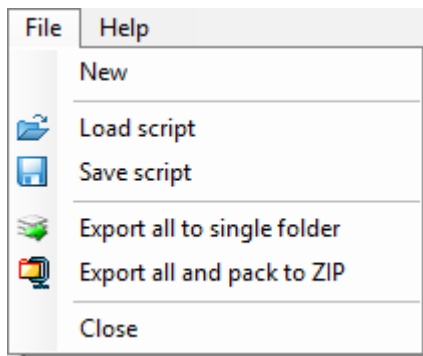 File Help
New
Load script
Save script
Export all to single folder
Export all and pack to ZIP
Close